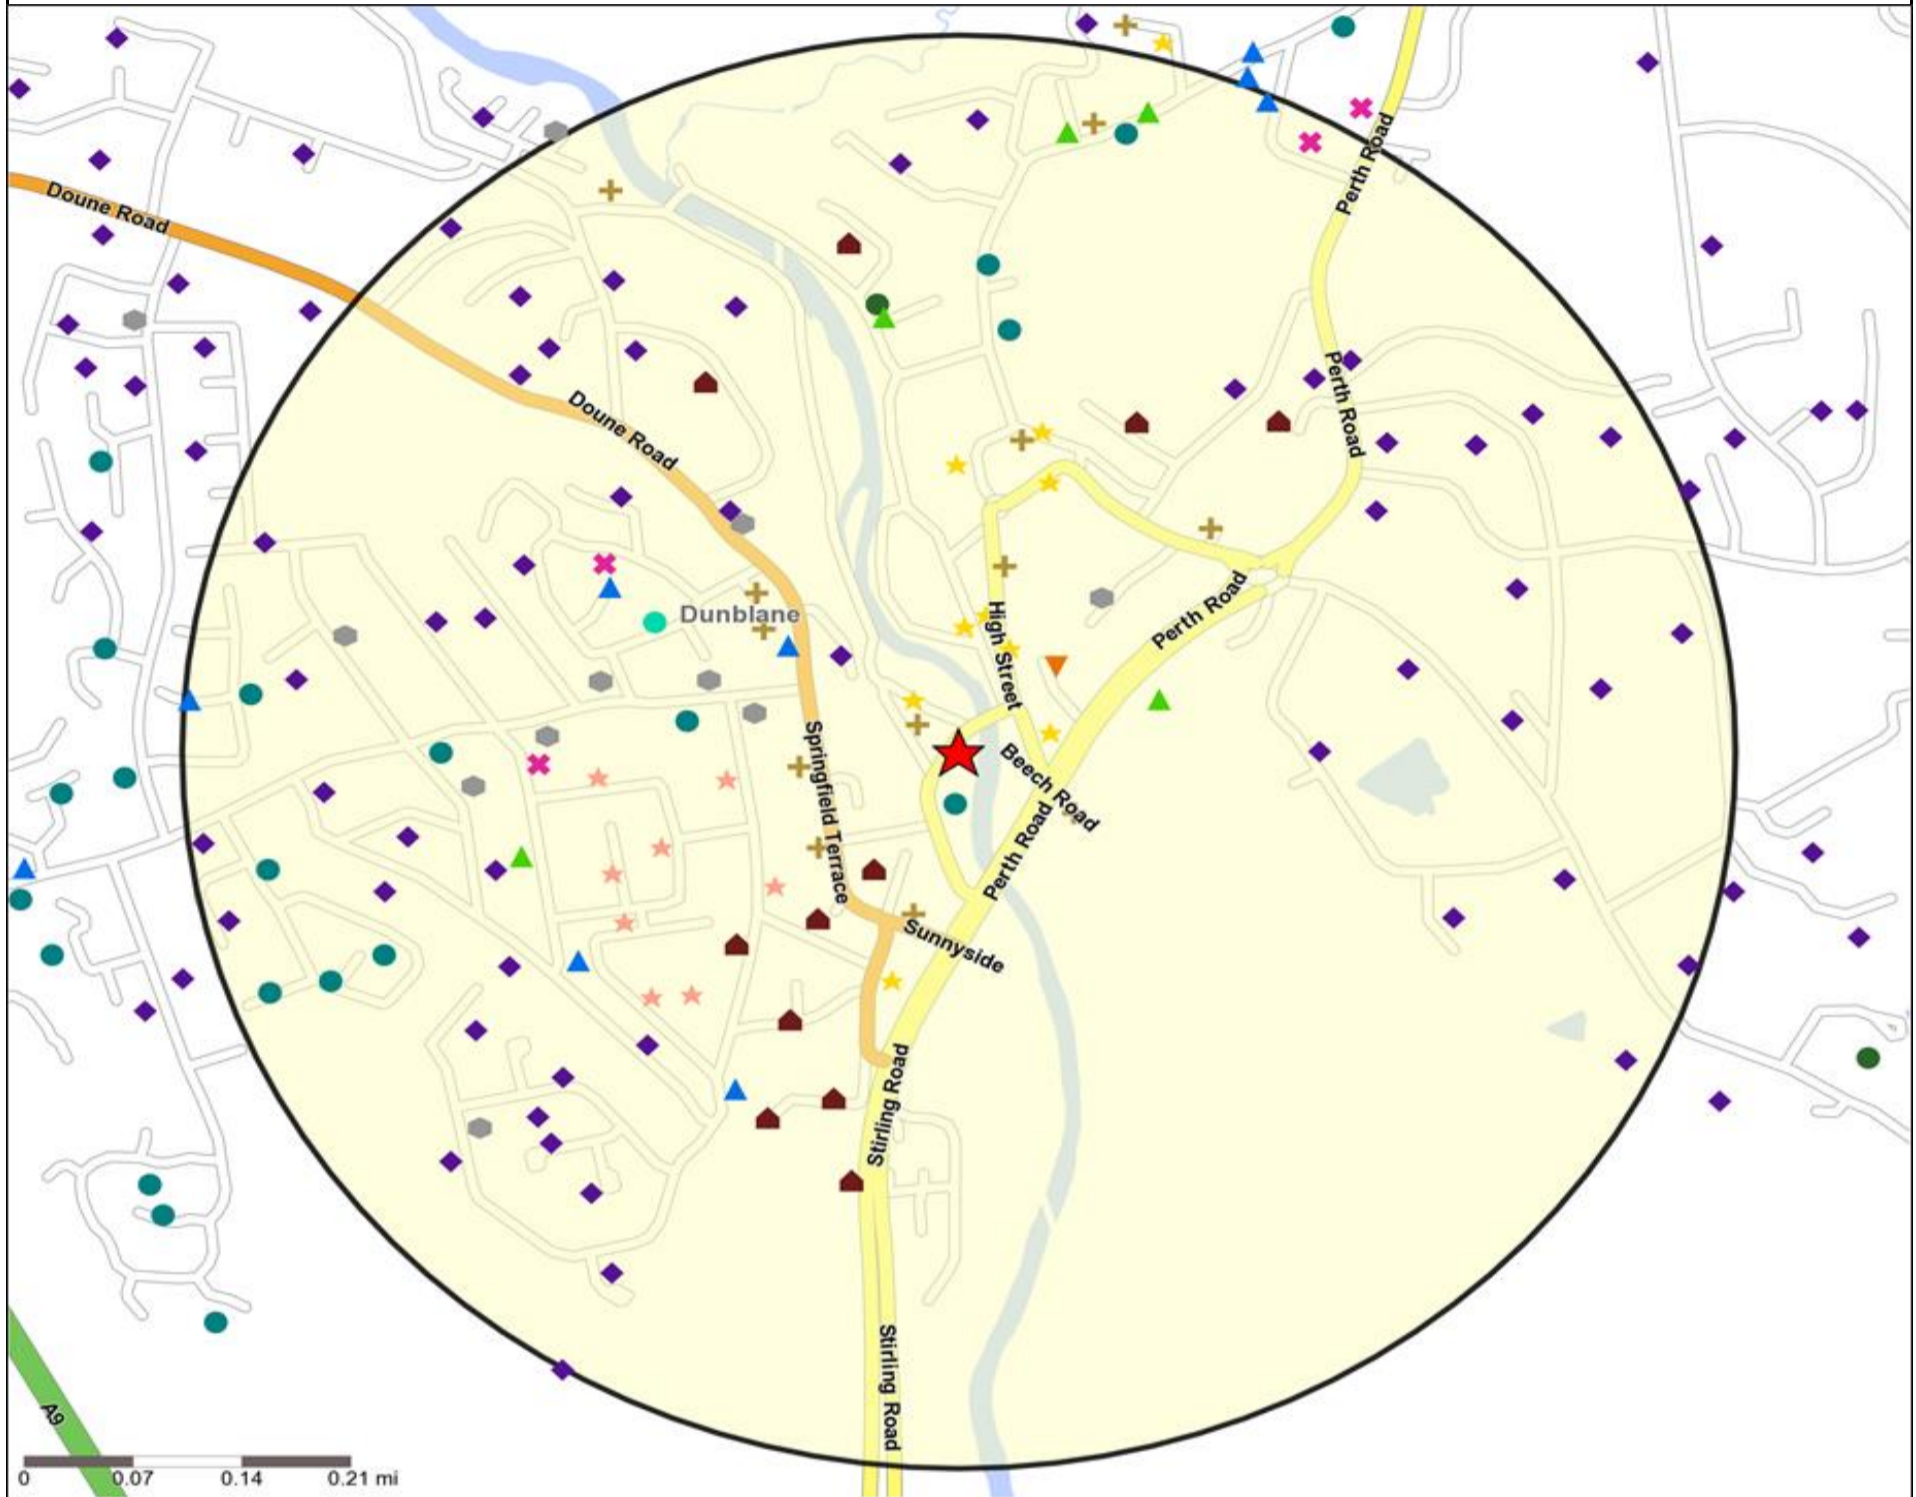 Doune Road
Perth Road
Perth Road
Doune Road
Dunblane
High Street
Perth Road
Springfield Terrace
Beech Road
Perth Road
Sunnyside
Stirling Road
Stirling Road
A9
0 0.07 0.14 0.21 mi